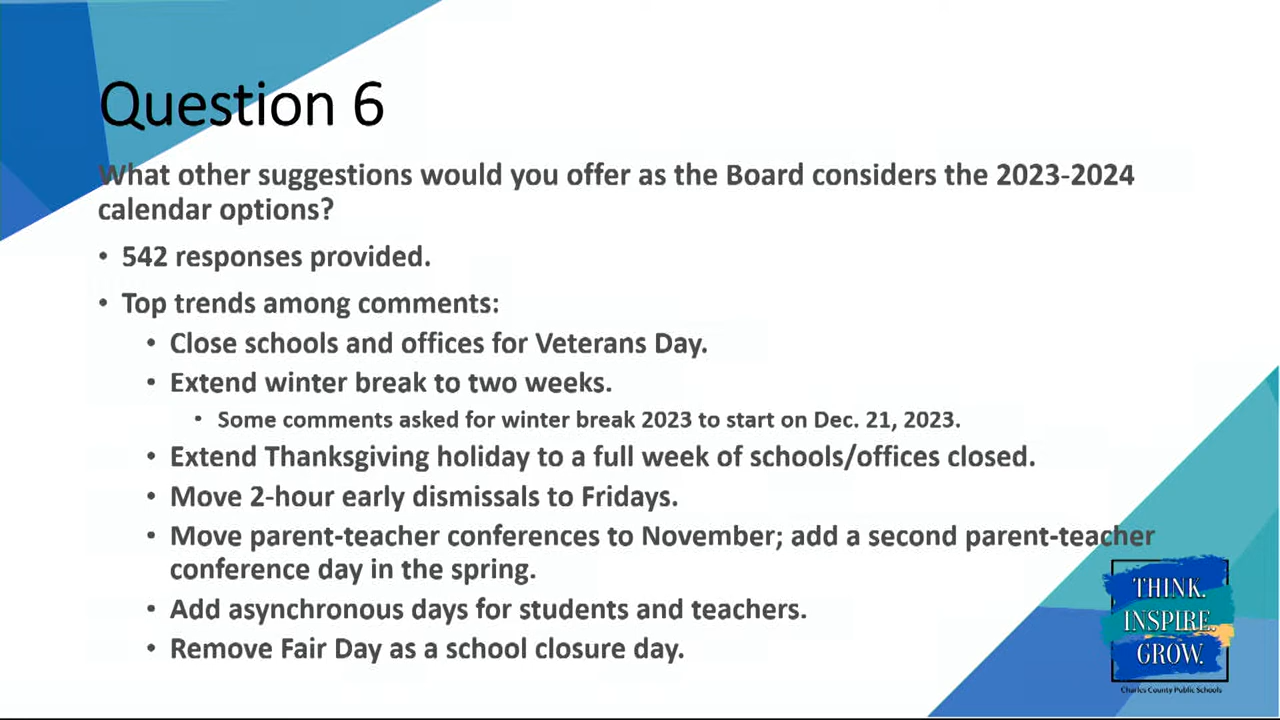 Question 6
What other suggestions would you offer as the Board considers the 2023-2024
calendar options?
• 542 responses provided.
• Top trends among comments:
• Close schools and offices for Veterans Day.
• Extend winter break to two weeks.
• Some comments asked for winter break 2023 to start on Dec. 21, 2023.
• Extend Thanksgiving holiday to a full week of schools/offices closed.
• Move 2-hour early dismissals to Fridays.
• Move parent-teacher conferences to November; add a second parent-teacher
conference day in the spring.
• Add asynchronous days for students and teachers.
• Remove Fair Day as a school closure day.
THINK.
INSPIRE.
GROW.
Charles County Public Schools